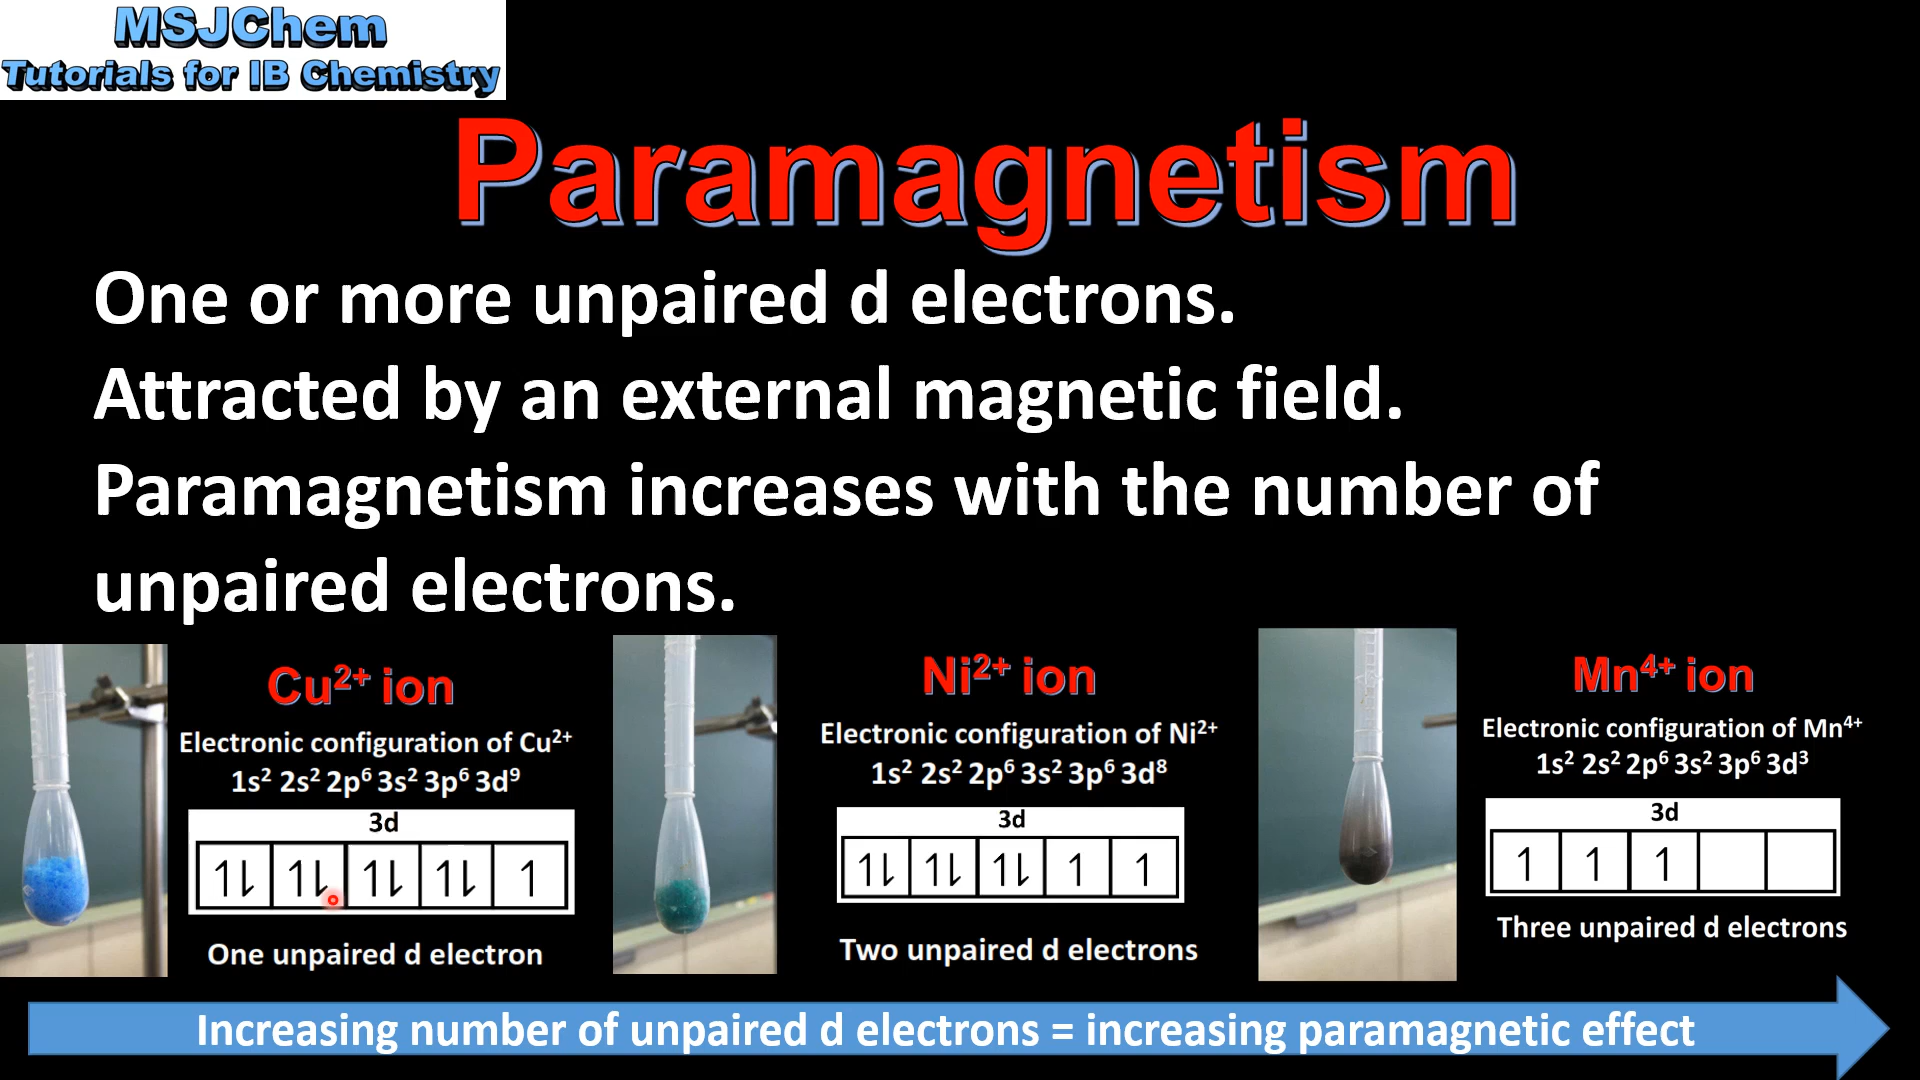 MSJChem
Tutorials for IB Chemistry
Paramagnetism
One or more unpaired d electrons.
Attracted by an external magnetic field.
Paramagnetism increases with the number of
unpaired electrons.
Cu²⁺ ion
Electronic configuration of Cu²⁺
1s² 2s² 2p⁶ 3s² 3p⁶ 3d⁹
3d
1⇂ 1⇂ 1⇂ 1⇂ 1
One unpaired d electron
Ni²⁺ ion
Electronic configuration of Ni²⁺
1s² 2s² 2p⁶ 3s² 3p⁶ 3d⁸
3d
1⇂ 1⇂ 1⇂ 1 1
Two unpaired d electrons
Mn⁴⁺ ion
Electronic configuration of Mn⁴⁺
1s² 2s² 2p⁶ 3s² 3p⁶ 3d³
3d
1 1 1
Three unpaired d electrons
Increasing number of unpaired d electrons = increasing paramagnetic effect